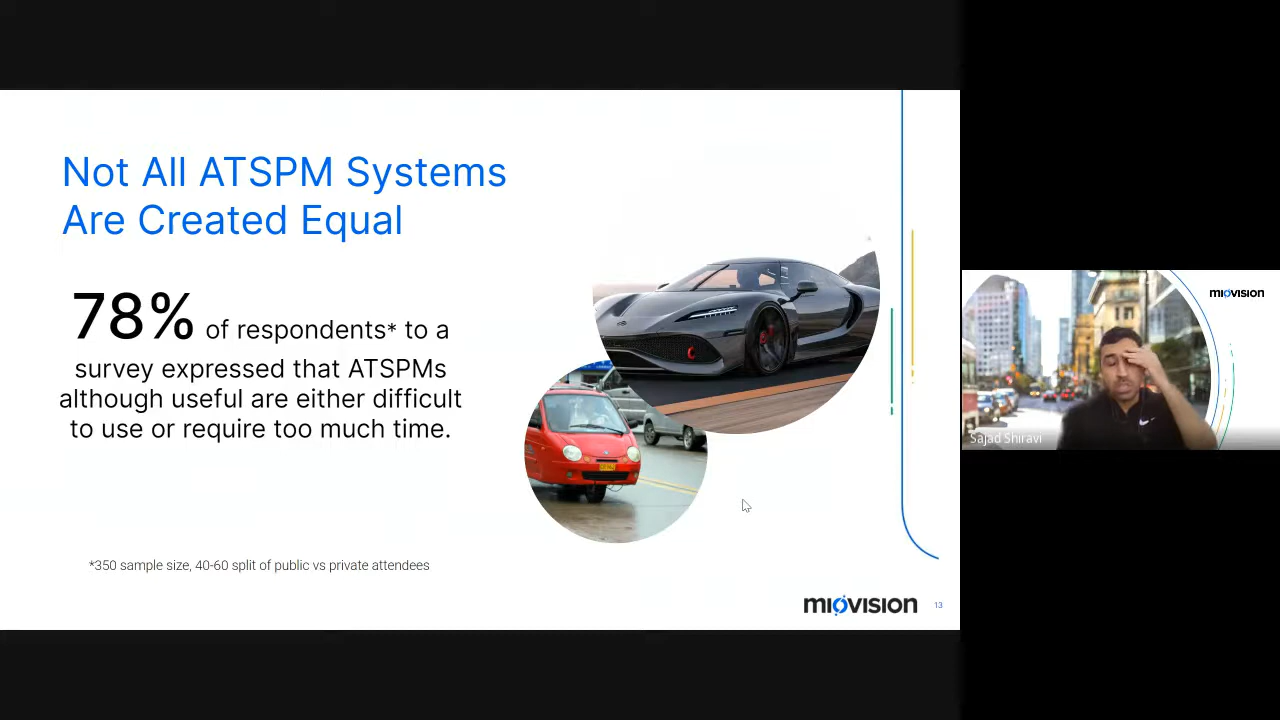 Not All ATSPM Systems
Are Created Equal
78% of respondents* to a
survey expressed that ATSPMs
although useful are either difficult
to use or require too much time.
*350 sample size, 40-60 split of public vs private attendees
miovision
13
miovision
Sajad Shiravi